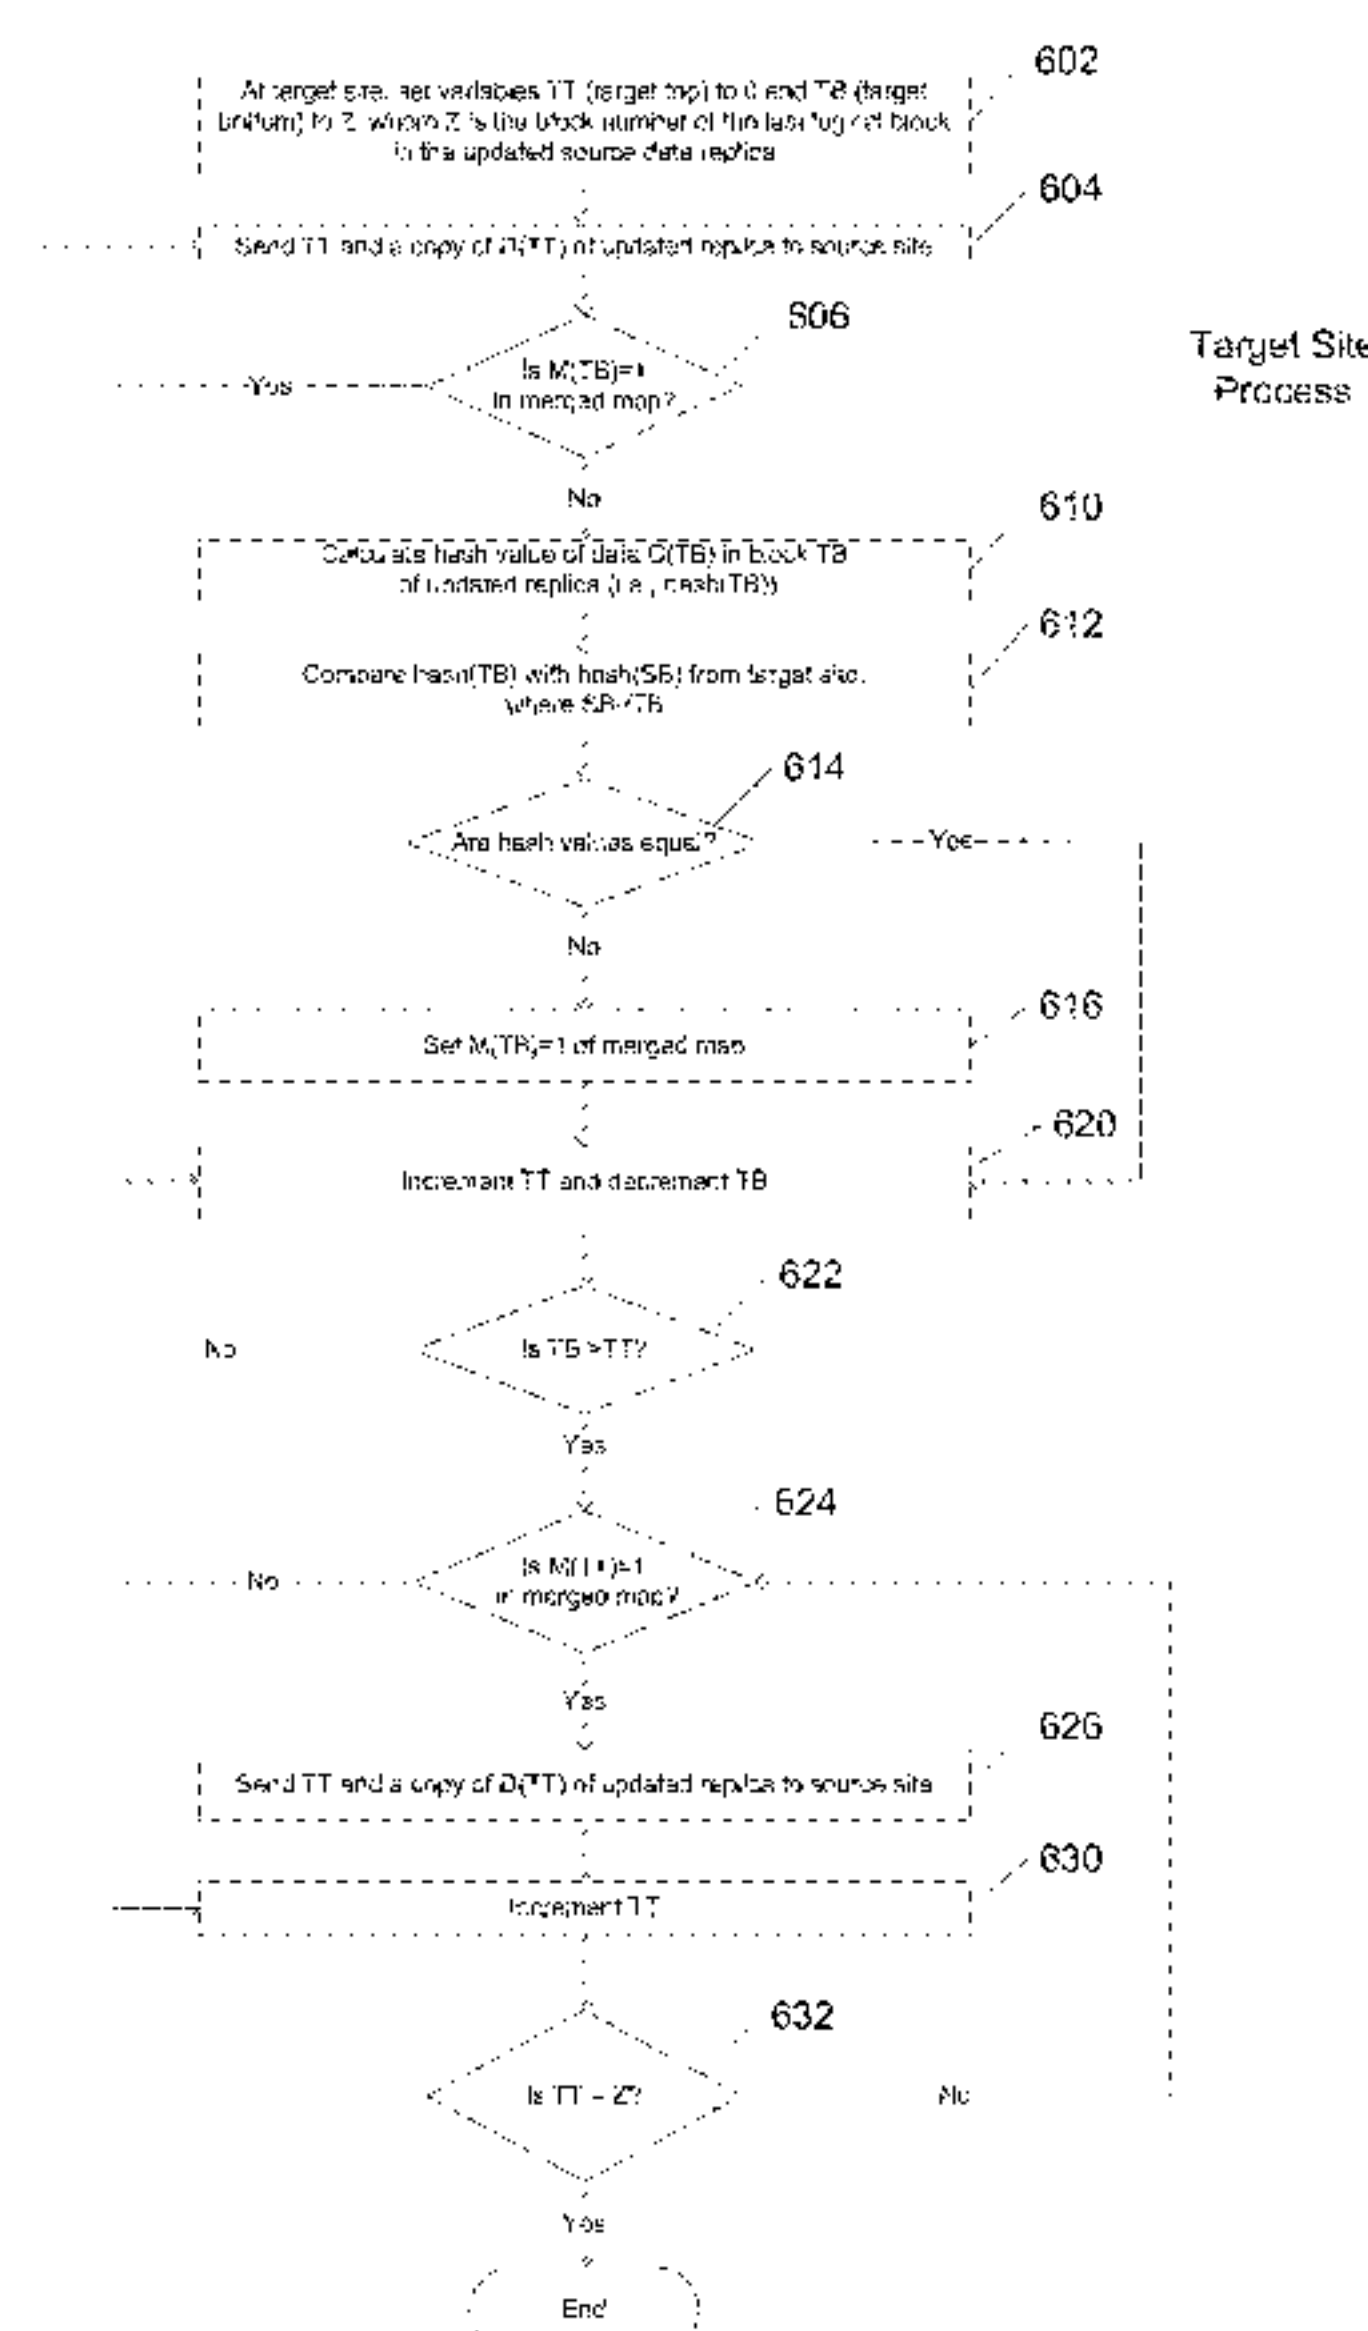 602
At target site, set variables TT (target top) to 0 and TB (target
bottom) to Z, where Z is the block number of the last logical block
in the updated source data replica
604
Send TT and a copy of D(TT) of updated replica to source site
606
Is M(TB)=1
in merged map?
Yes
Target Site
Process
No
610
Calculate hash value of data D(TB) in block TB
of updated replica (i.e., hash(TB))
612
Compare hash(TB) with hash(SB) from target site,
where
614
Are hash values equal?
Yes
No
616
Set M(TB)=1 of merged map
620
Increment TT and decrement TB
622
Is TB >TT?
No
Yes
624
Is M(TT)=1
in merged map?
No
Yes
626
Send TT and a copy of D(TT) of updated replica to source site
630
Increment TT
632
Is TT = Z?
No
Yes
End